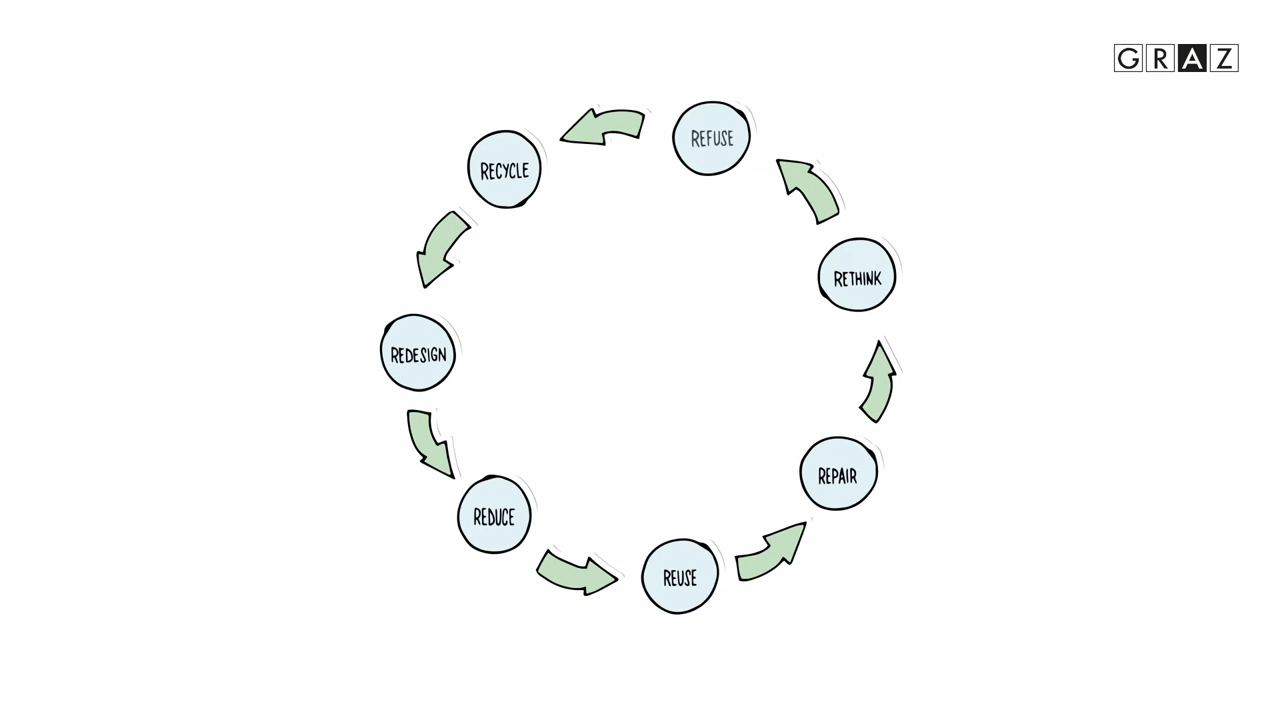 GRAZ
REFUSE
RECYCLE
RETHINK
REDESIGN
REPAIR
REDUCE
REUSE